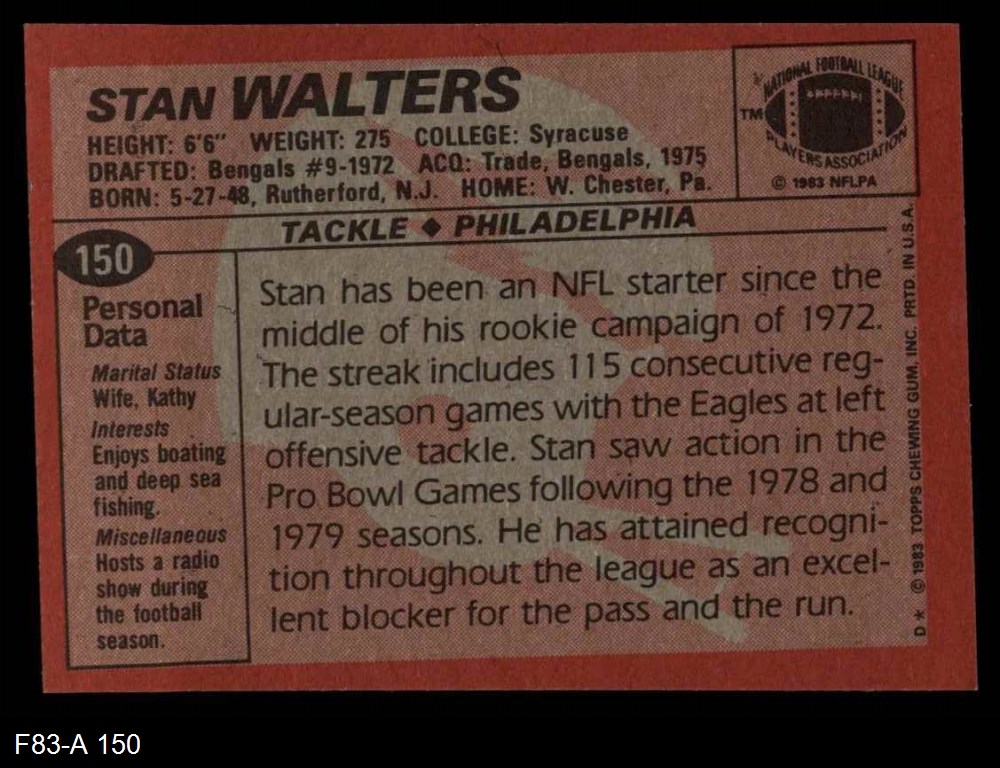 STAN WALTERS
HEIGHT: 6'6" WEIGHT: 275 COLLEGE: Syracuse
DRAFTED: Bengals #9-1972 ACQ: Trade, Bengals, 1975
BORN: 5-27-48, Rutherford, N.J. HOME: W. Chester, Pa.
NATIONAL FOOTBALL LEAGUE
TM
PLAYERS ASSOCIATION
© 1983 NFLPA
TACKLE ♦ PHILADELPHIA
150
Personal
Data
Marital Status
Wife, Kathy
Interests
Enjoys boating
and deep sea
fishing.
Miscellaneous
Hosts a radio
show during
the football
season.
Stan has been an NFL starter since the
middle of his rookie campaign of 1972.
The streak includes 115 consecutive reg-
ular-season games with the Eagles at left
offensive tackle. Stan saw action in the
Pro Bowl Games following the 1978 and
1979 seasons. He has attained recogni-
tion throughout the league as an excel-
lent blocker for the pass and the run.
D* © 1983 TOPPS CHEWING GUM, INC. PRTD. IN U.S.A.
F83-A 150